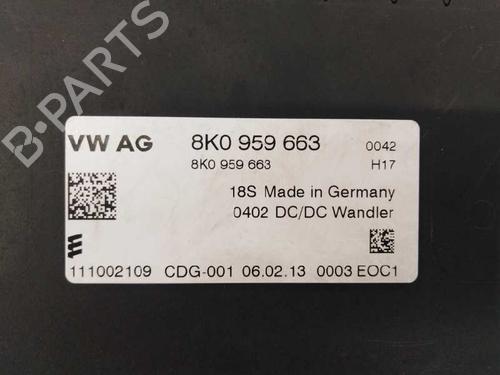 B-PARTS
VW AG 8K0 959 663 0042
8K0 959 663 H17
18S Made in Germany
0402 DC/DC Wandler
111002109 CDG-001 06.02.13 0003 EOC1